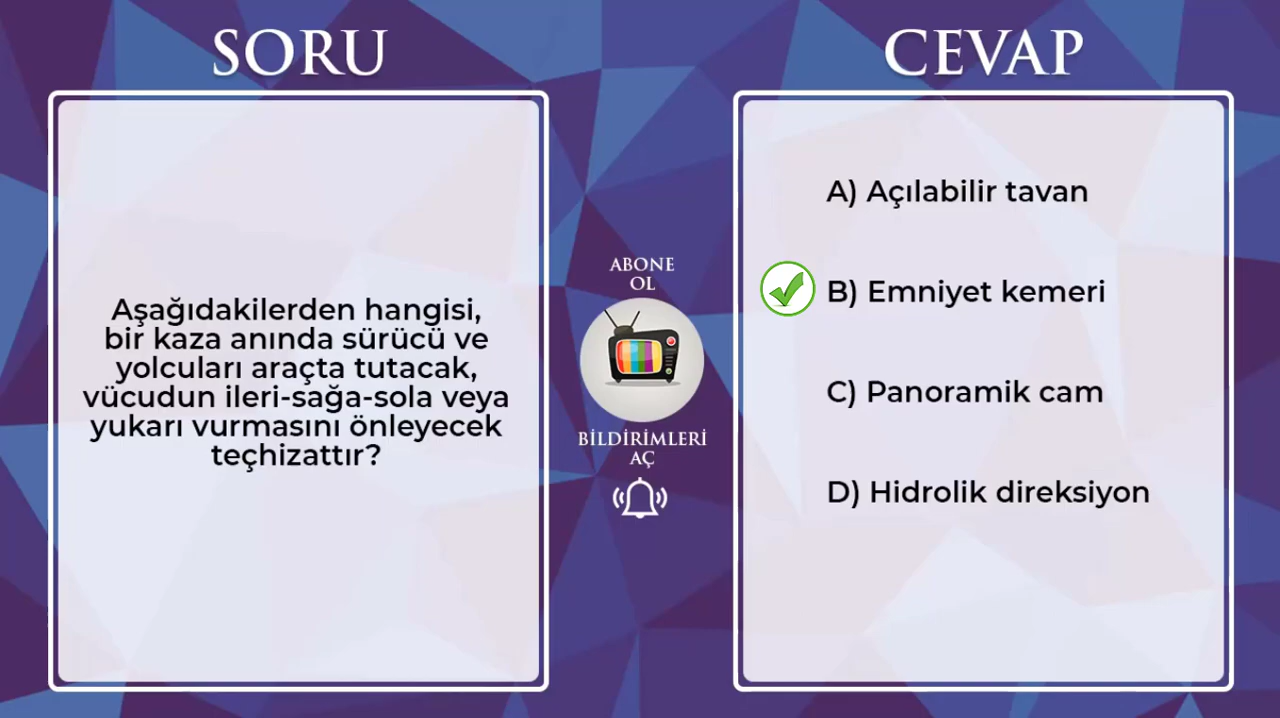 SORU
Aşağıdakilerden hangisi,
bir kaza anında sürücü ve
yolcuları araçta tutacak,
vücudun ileri-sağa-sola veya
yukarı vurmasını önleyecek
teçhizattır?
ABONE
OL
BİLDİRİMLERİ
AÇ
CEVAP
A) Açılabilir tavan
B) Emniyet kemeri
C) Panoramik cam
D) Hidrolik direksiyon